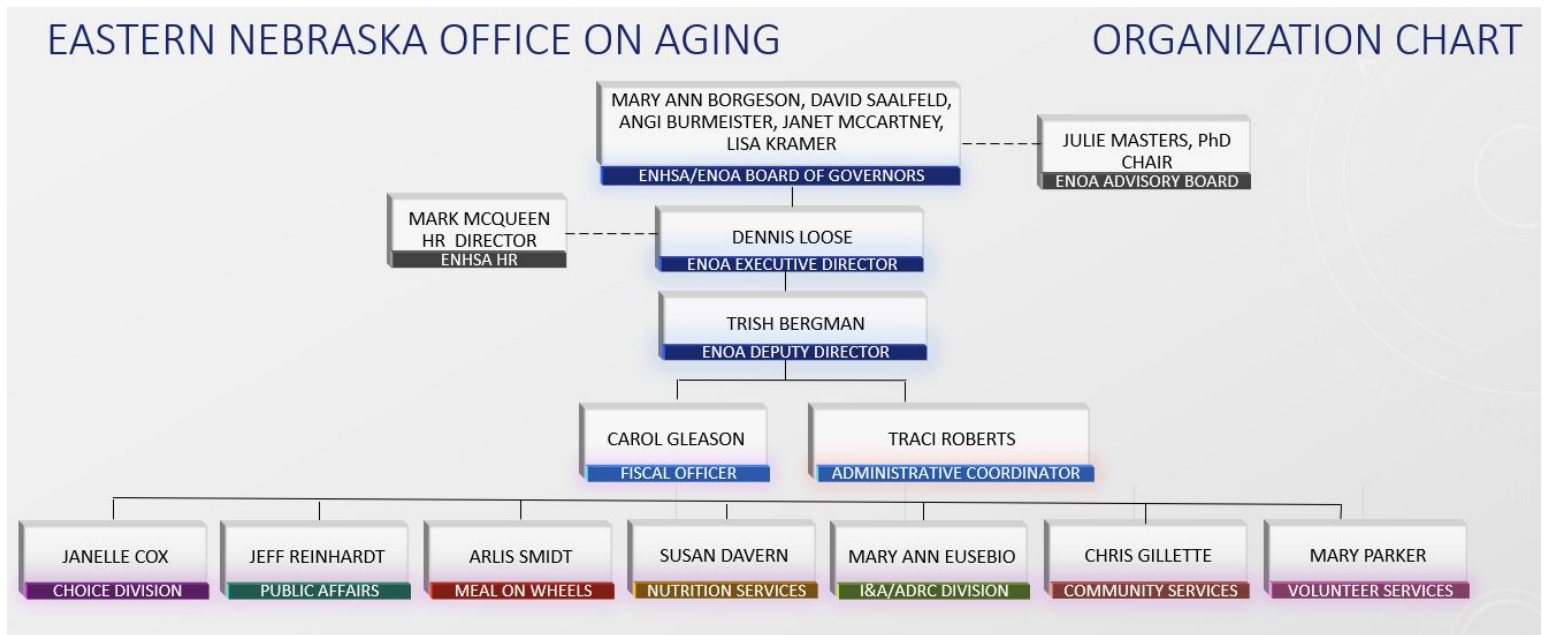 EASTERN NEBRASKA OFFICE ON AGING
ORGANIZATION CHART
MARY ANN BORGESON, DAVID SAALFELD,
ANGI BURMEISTER, JANET MCCARTNEY,
LISA KRAMER
ENHSA/ENOA BOARD OF GOVERNORS
JULIE MASTERS, PhD
CHAIR
ENOA ADVISORY BOARD
MARK MCQUEEN
HR DIRECTOR
ENHSA HR
DENNIS LOOSE
ENOA EXECUTIVE DIRECTOR
TRISH BERGMAN
ENOA DEPUTY DIRECTOR
CAROL GLEASON
FISCAL OFFICER
TRACI ROBERTS
ADMINISTRATIVE COORDINATOR
JANELLE COX
CHOICE DIVISION
JEFF REINHARDT
PUBLIC AFFAIRS
ARLIS SMIDT
MEAL ON WHEELS
SUSAN DAVERN
NUTRITION SERVICES
MARY ANN EUSEBIO
I&A/ADRC DIVISION
CHRIS GILLETTE
COMMUNITY SERVICES
MARY PARKER
VOLUNTEER SERVICES